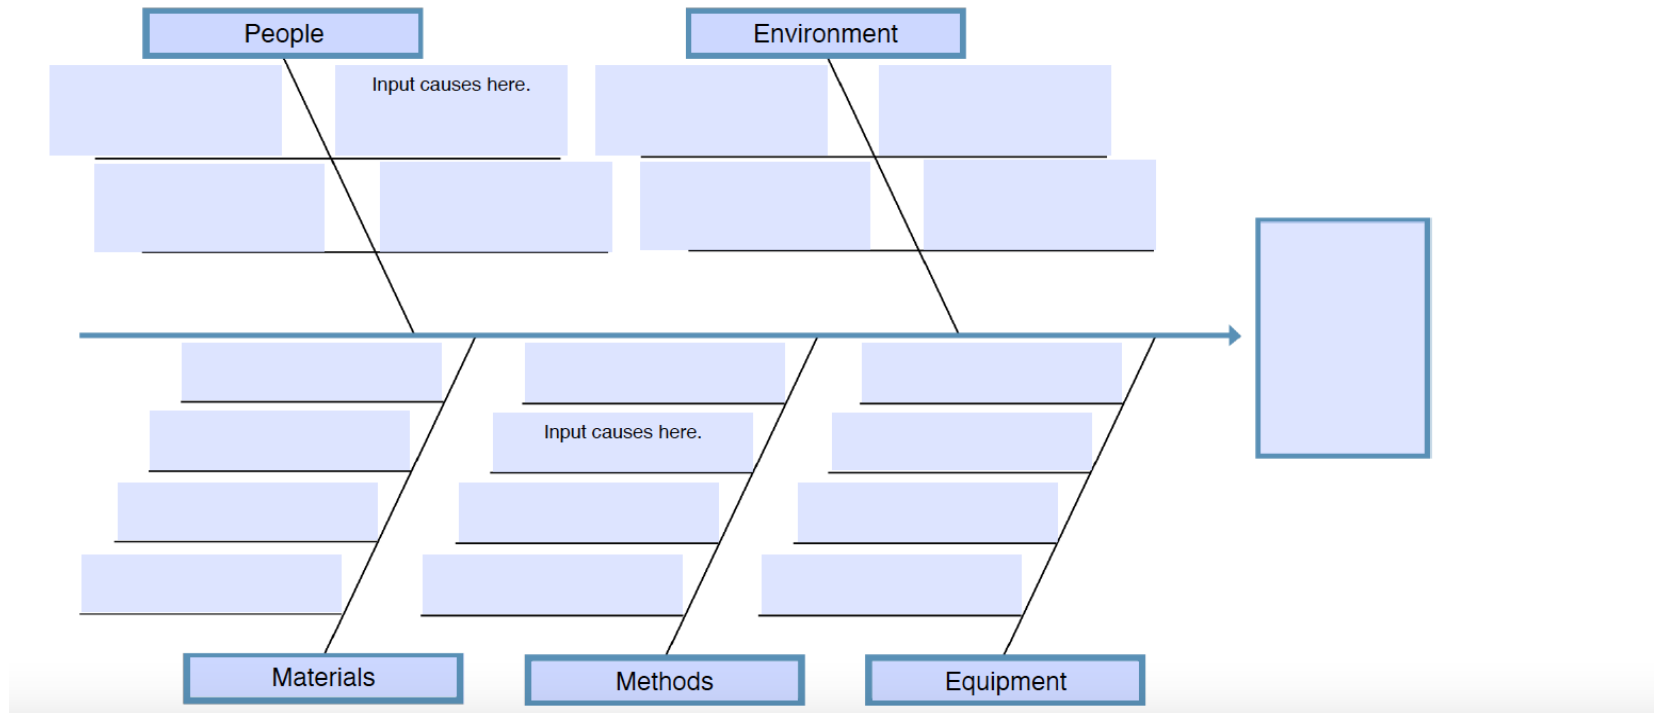 People
Environment
Input causes here.
Input causes here.
Materials
Methods
Equipment